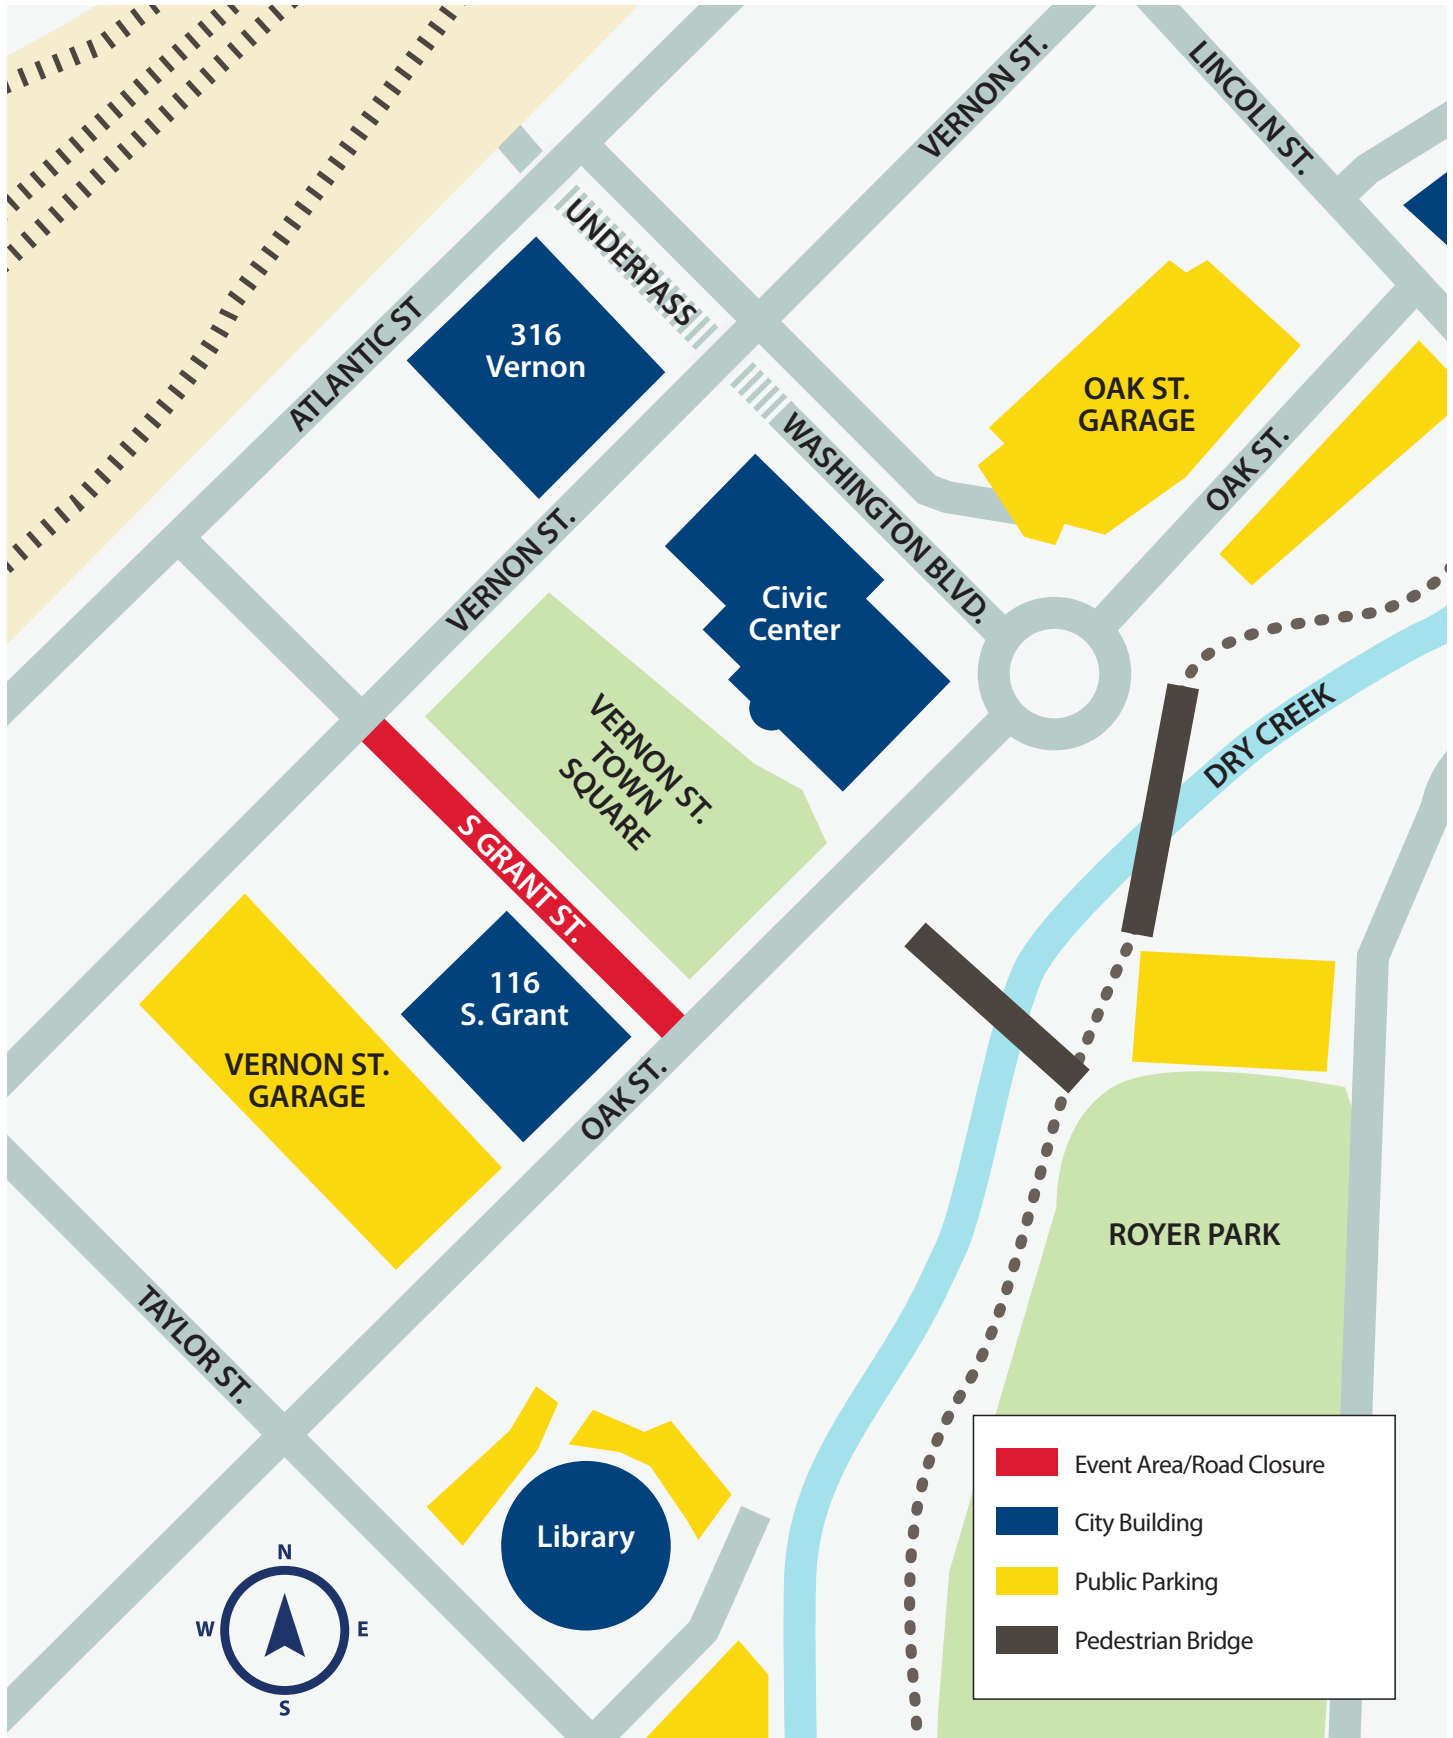 VERNON ST.
LINCOLN ST.
UNDERPASS
ATLANTIC ST
316
Vernon
OAK ST.
GARAGE
WASHINGTON BLVD.
OAK ST.
VERNON ST.
Civic
Center
VERNON ST.
TOWN
SQUARE
DRY CREEK
S GRANT ST.
116
S. Grant
VERNON ST.
GARAGE
OAK ST.
ROYER PARK
TAYLOR ST.
Library
N
W
E
S
Event Area/Road Closure
City Building
Public Parking
Pedestrian Bridge